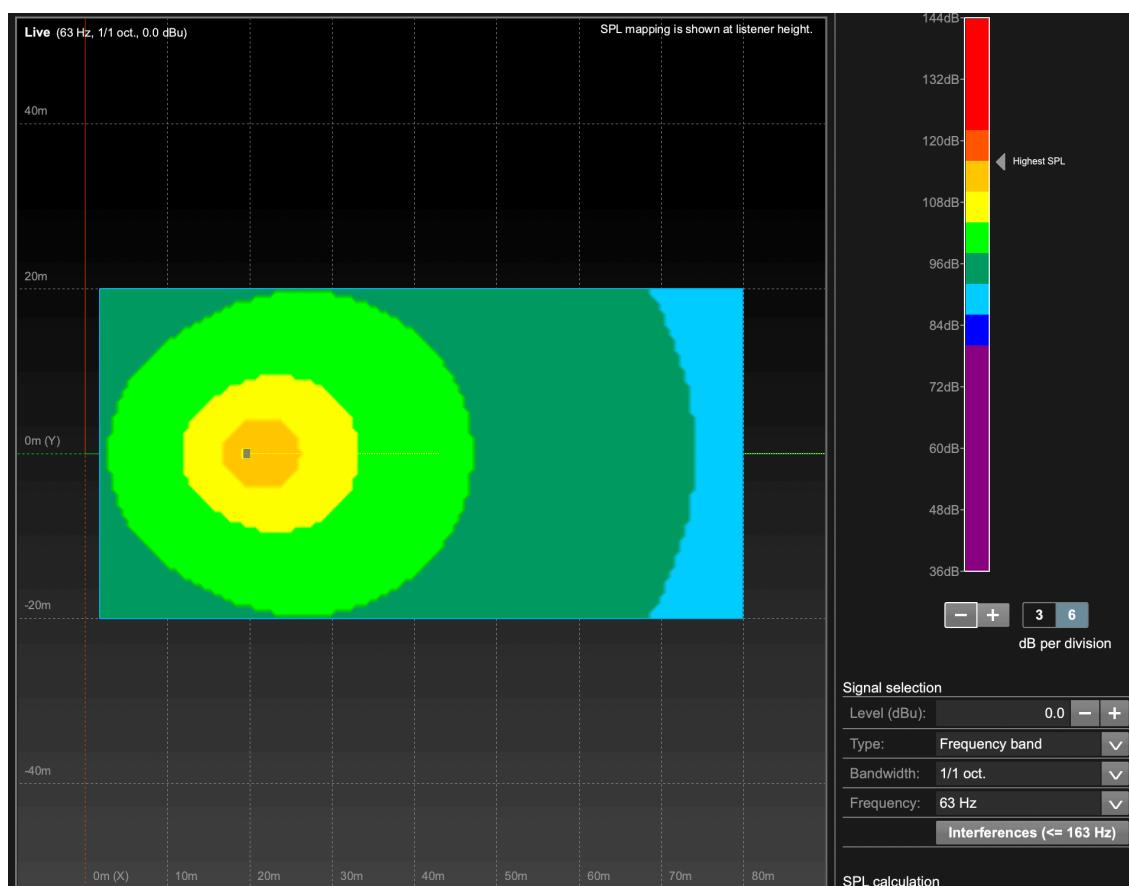 Live (63 Hz, 1/1 oct., 0.0 dBu)
SPL mapping is shown at listener height.
40m
20m
0m (Y)
-20m
-40m
0m (X) 10m 20m 30m 40m 50m 60m 70m 80m
144dB
132dB
120dB
Highest SPL
108dB
96dB
84dB
72dB
60dB
48dB
36dB
− + 3 6
dB per division
Signal selection
Level (dBu): 0.0 − +
Type: Frequency band
Bandwidth: 1/1 oct.
Frequency: 63 Hz
Interferences (<= 163 Hz)
SPL calculation